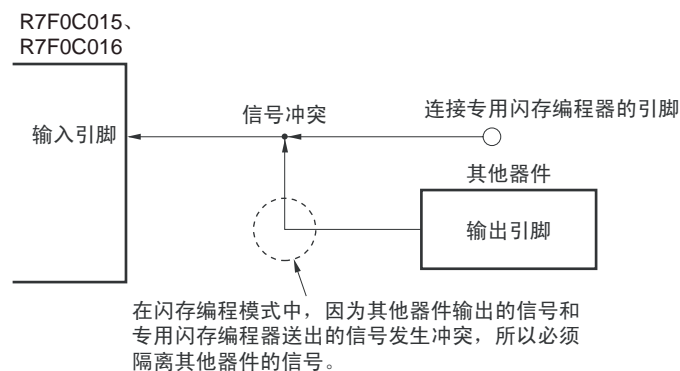 R7F0C015、
R7F0C016
信号冲突
连接专用闪存编程器的引脚
输入引脚
其他器件
输出引脚
在闪存编程模式中，因为其他器件输出的信号和
专用闪存编程器送出的信号发生冲突，所以必须
隔离其他器件的信号。